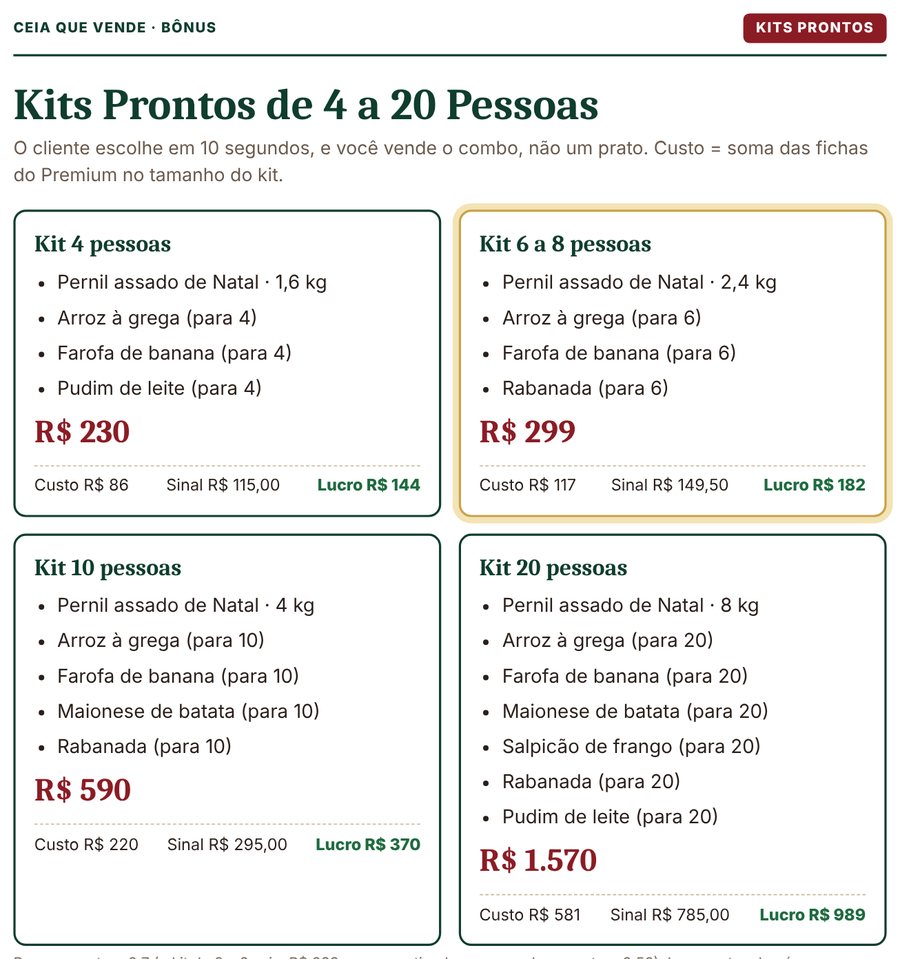 CEIA QUE VENDE · BÔNUS
KITS PRONTOS
Kits Prontos de 4 a 20 Pessoas
O cliente escolhe em 10 segundos, e você vende o combo, não um prato. Custo = soma das fichas
do Premium no tamanho do kit.
Kit 4 pessoas
• Pernil assado de Natal · 1,6 kg
• Arroz à grega (para 4)
• Farofa de banana (para 4)
• Pudim de leite (para 4)
R$ 230
Custo R$ 86 Sinal R$ 115,00 Lucro R$ 144
Kit 6 a 8 pessoas
• Pernil assado de Natal · 2,4 kg
• Arroz à grega (para 6)
• Farofa de banana (para 6)
• Rabanada (para 6)
R$ 299
Custo R$ 117 Sinal R$ 149,50 Lucro R$ 182
Kit 10 pessoas
• Pernil assado de Natal · 4 kg
• Arroz à grega (para 10)
• Farofa de banana (para 10)
• Maionese de batata (para 10)
• Rabanada (para 10)
R$ 590
Custo R$ 220 Sinal R$ 295,00 Lucro R$ 370
Kit 20 pessoas
• Pernil assado de Natal · 8 kg
• Arroz à grega (para 20)
• Farofa de banana (para 20)
• Maionese de batata (para 20)
• Salpicão de frango (para 20)
• Rabanada (para 20)
• Pudim de leite (para 20)
R$ 1.570
Custo R$ 581 Sinal R$ 785,00 Lucro R$ 989